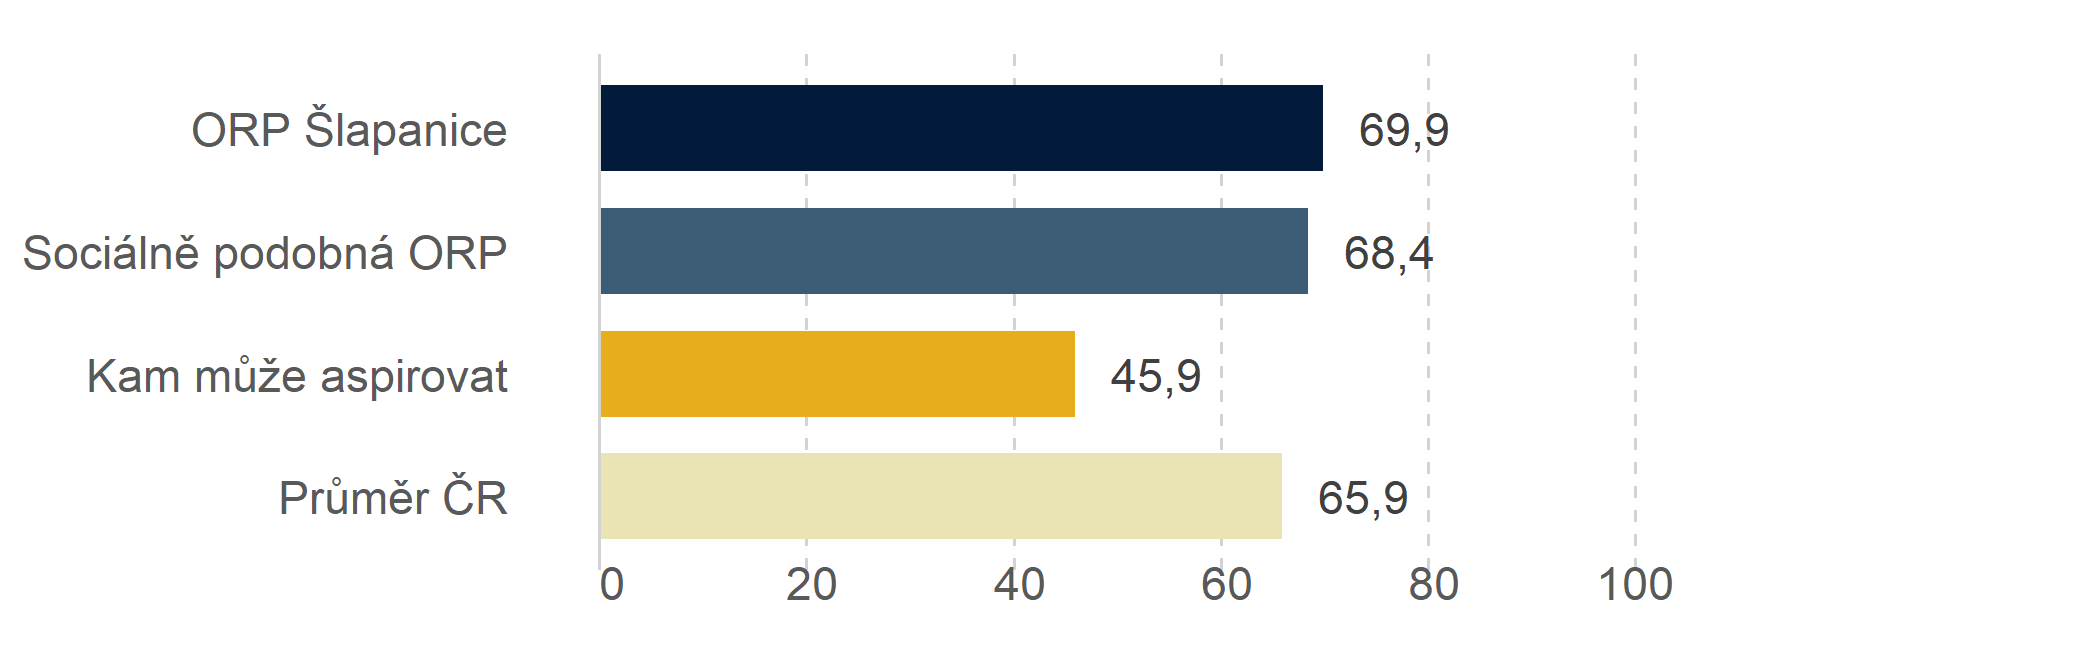 ORP Šlapanice 69,9
Sociálně podobná ORP 68,4
Kam může aspirovat 45,9
Průměr ČR 65,9
0 20 40 60 80 100